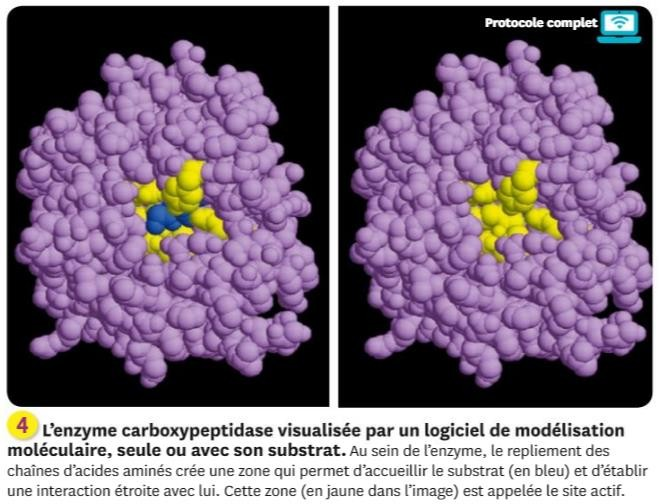 Protocole complet
4 L’enzyme carboxypeptidase visualisée par un logiciel de modélisation
moléculaire, seule ou avec son substrat. Au sein de l’enzyme, le repliement des
chaînes d’acides aminés crée une zone qui permet d’accueillir le substrat (en bleu) et d’établir
une interaction étroite avec lui. Cette zone (en jaune dans l’image) est appelée le site actif.